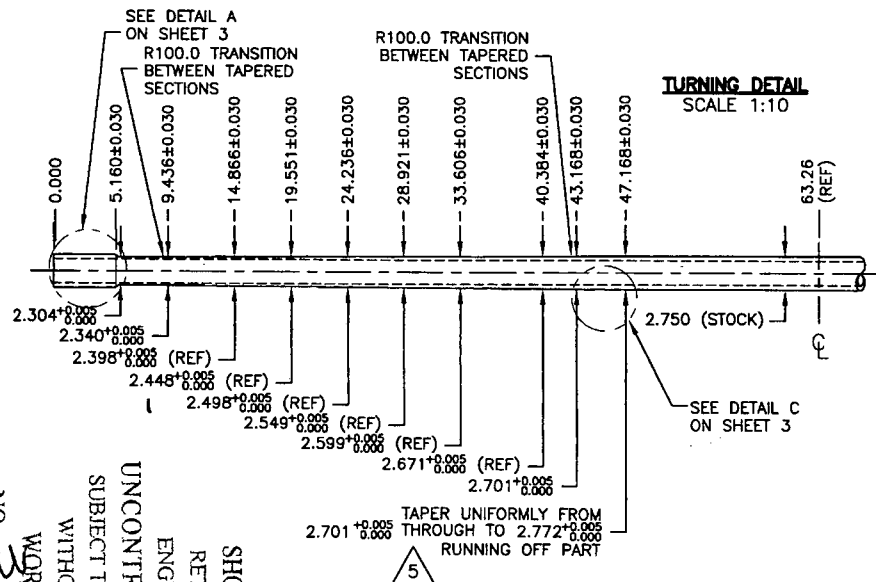 SEE DETAIL A
ON SHEET 3
R100.0 TRANSITION
BETWEEN TAPERED
SECTIONS
R100.0 TRANSITION
BETWEEN TAPERED
SECTIONS
TURNING DETAIL
SCALE 1:10
0.000
5.160±0.030
9.436±0.030
14.866±0.030
19.551±0.030
24.236±0.030
28.921±0.030
33.606±0.030
40.384±0.030
43.168±0.030
47.168±0.030
63.26
(REF)
2.304+0.005 0.000
2.340+0.005 0.000
2.398+0.005 0.000 (REF)
2.448+0.005 0.000 (REF)
2.498+0.005 0.000 (REF)
2.549+0.005 0.000 (REF)
2.599+0.005 0.000 (REF)
2.671+0.005 0.000 (REF)
2.701+0.005 0.000
2.750 (STOCK)
℄
SEE DETAIL C
ON SHEET 3
TAPER UNIFORMLY FROM
2.701 +0.005 0.000 THROUGH TO 2.772+0.005 0.000
RUNNING OFF PART
5
SHO
RE
ENG
UNCONT
SUBJECT T
WITHO
WOR
NO